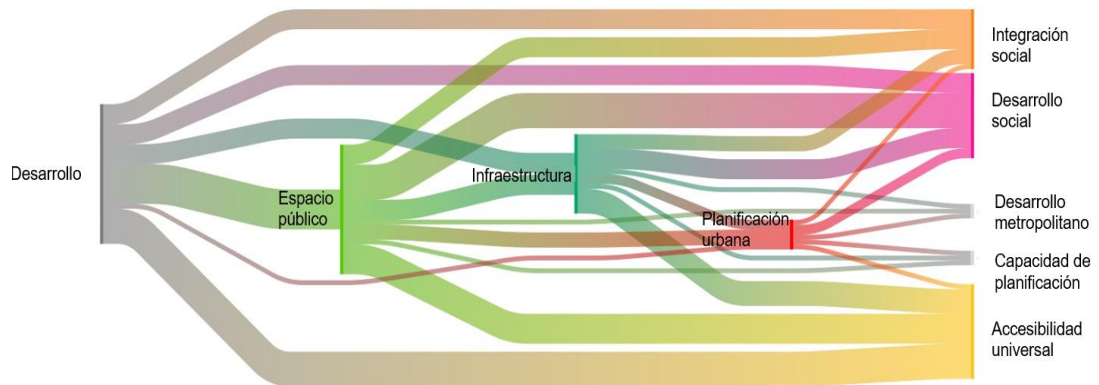 Desarrollo
Espacio
público
Infraestructura
Planificación
urbana
Integración
social
Desarrollo
social
Desarrollo
metropolitano
Capacidad de
planificación
Accesibilidad
universal